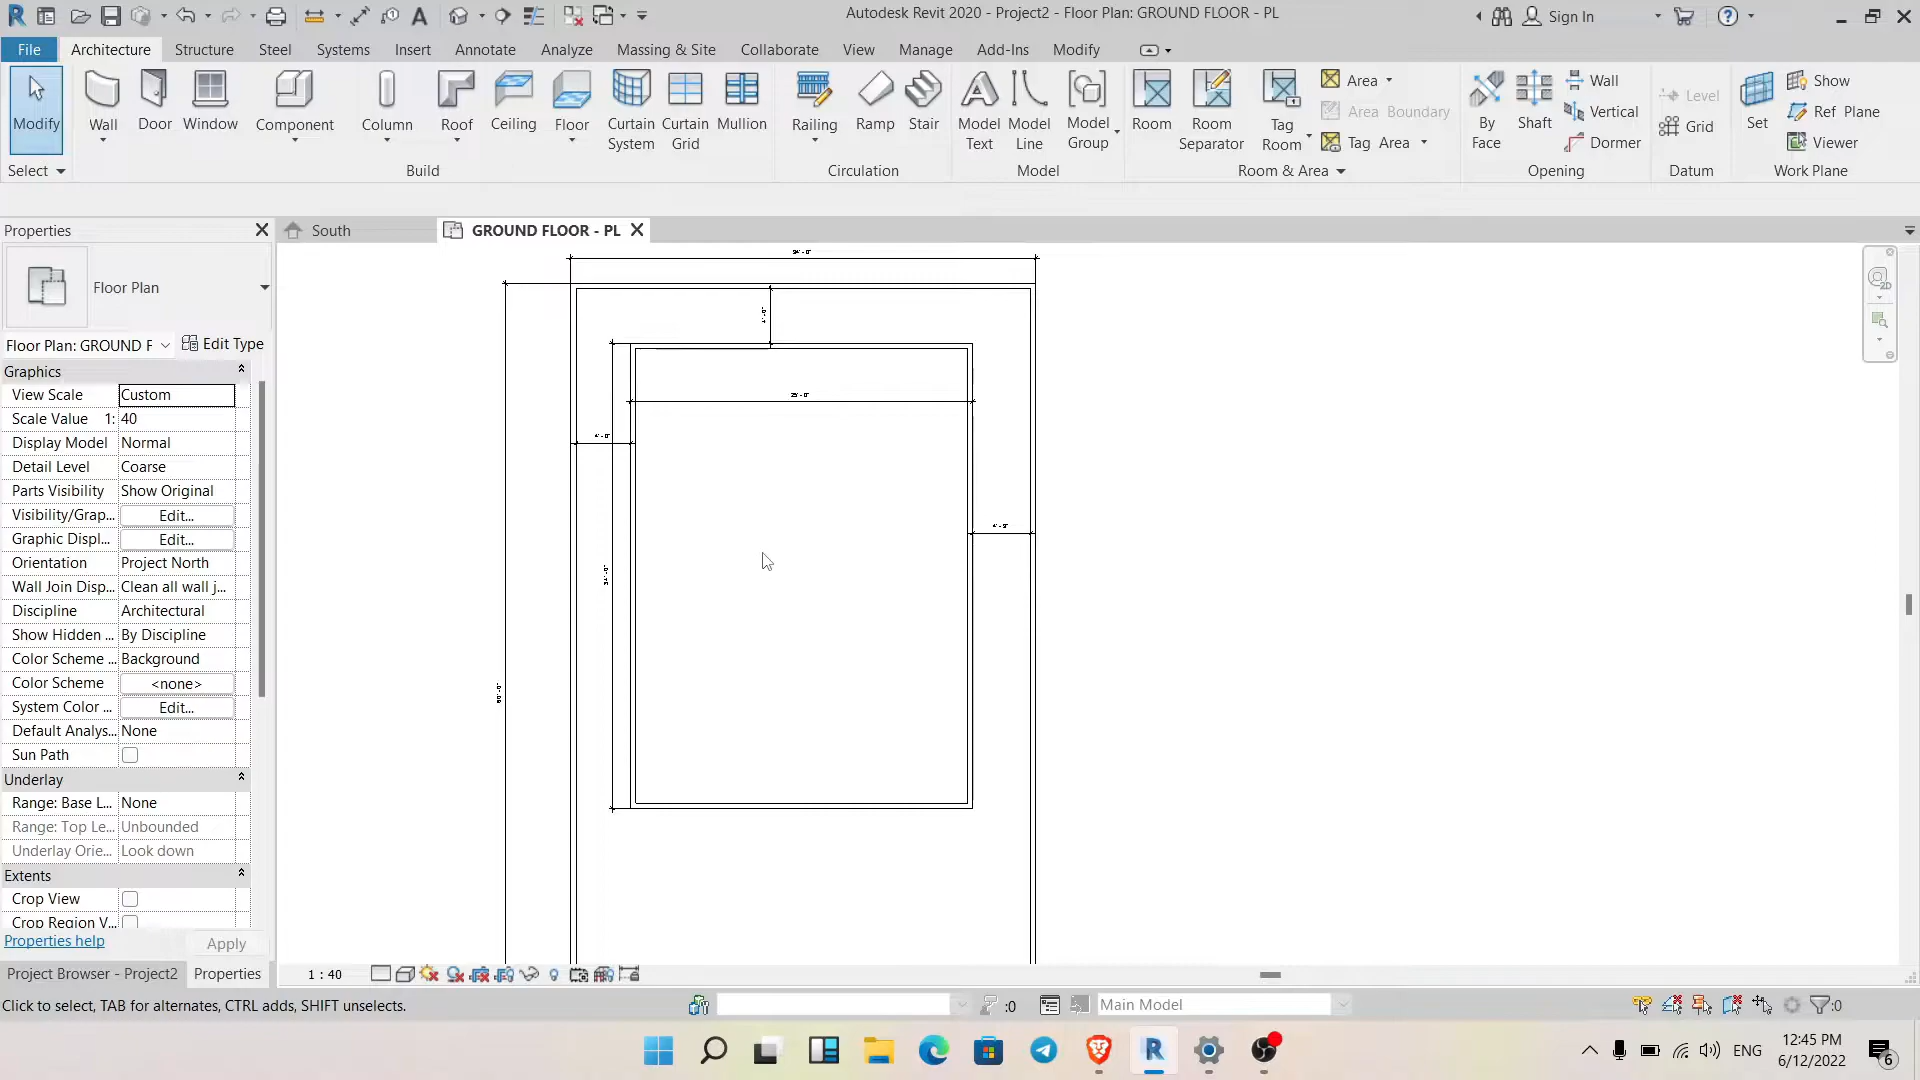 Autodesk Revit 2020 - Project2 - Floor Plan: GROUND FLOOR - PL
Sign In
File Architecture Structure Steel Systems Insert Annotate Analyze Massing & Site Collaborate View Manage Add-Ins Modify
Modify Wall Door Window Component Column Roof Ceiling Floor Curtain System Curtain Grid Mullion Railing Ramp Stair Model Text Model Line Model Group Room Room Separator Tag Room By Face Shaft Set
Area Wall Level Show
Area Boundary Vertical Grid Ref Plane
Tag Area Dormer Viewer
Select Build Circulation Model Room & Area Opening Datum Work Plane
Properties
South
GROUND FLOOR - PL
Floor Plan
Floor Plan: GROUND F Edit Type
Graphics
View Scale Custom
Scale Value 1: 40
Display Model Normal
Detail Level Coarse
Parts Visibility Show Original
Visibility/Grap... Edit...
Graphic Displ... Edit...
Orientation Project North
Wall Join Disp... Clean all wall j...
Discipline Architectural
Show Hidden ... By Discipline
Color Scheme ... Background
Color Scheme <none>
System Color ... Edit...
Default Analys... None
Sun Path
Underlay
Range: Base L... None
Range: Top Le... Unbounded
Underlay Orie... Look down
Extents
Crop View
Crop Region V...
Properties help Apply
Project Browser - Project2 Properties
1 : 40
Click to select, TAB for alternates, CTRL adds, SHIFT unselects.
:0
Main Model
:0
ENG
12:45 PM
6/12/2022
6